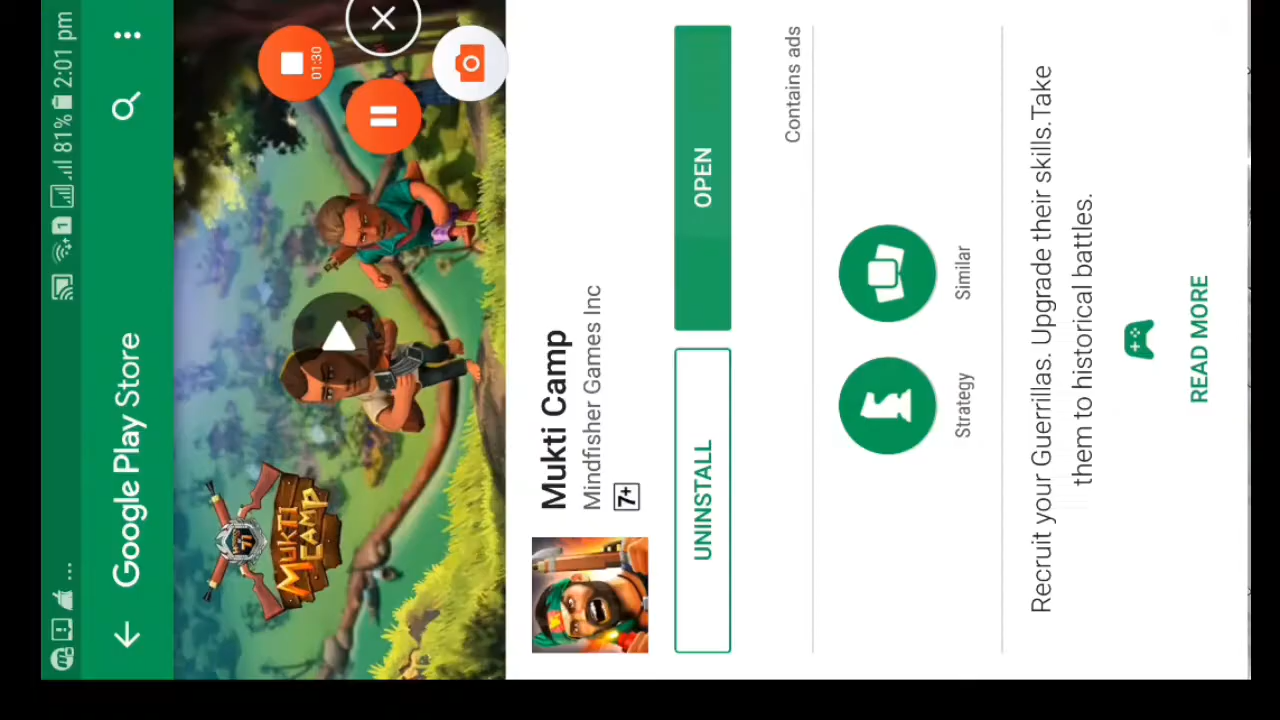 81% 2:01 pm
Google Play Store
01:30
71
MUKTI
CAMP
Mukti Camp
Mindfisher Games Inc
7+
UNINSTALL
OPEN
Contains ads
Strategy
Similar
Recruit your Guerrillas. Upgrade their skills.Take
them to historical battles.
READ MORE